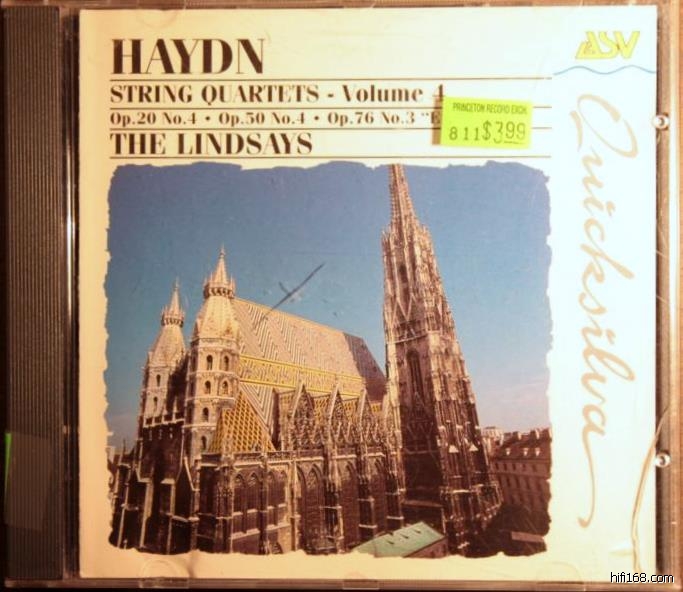 HAYDN
STRING QUARTETS - Volume 4
Op.20 No.4 • Op.50 No.4 • Op.76 No.3 "E
THE LINDSAYS
PRINCETON RECORD EXCH.
811 $3.99
ASV
Quicksilva
hifi168.com